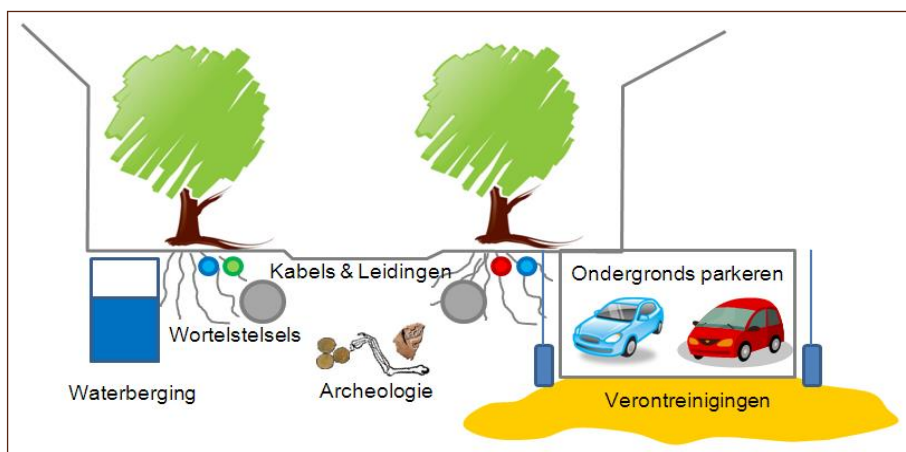 Kabels & Leidingen
Ondergronds parkeren
Wortelstelsels
Waterberging
Archeologie
Verontreinigingen